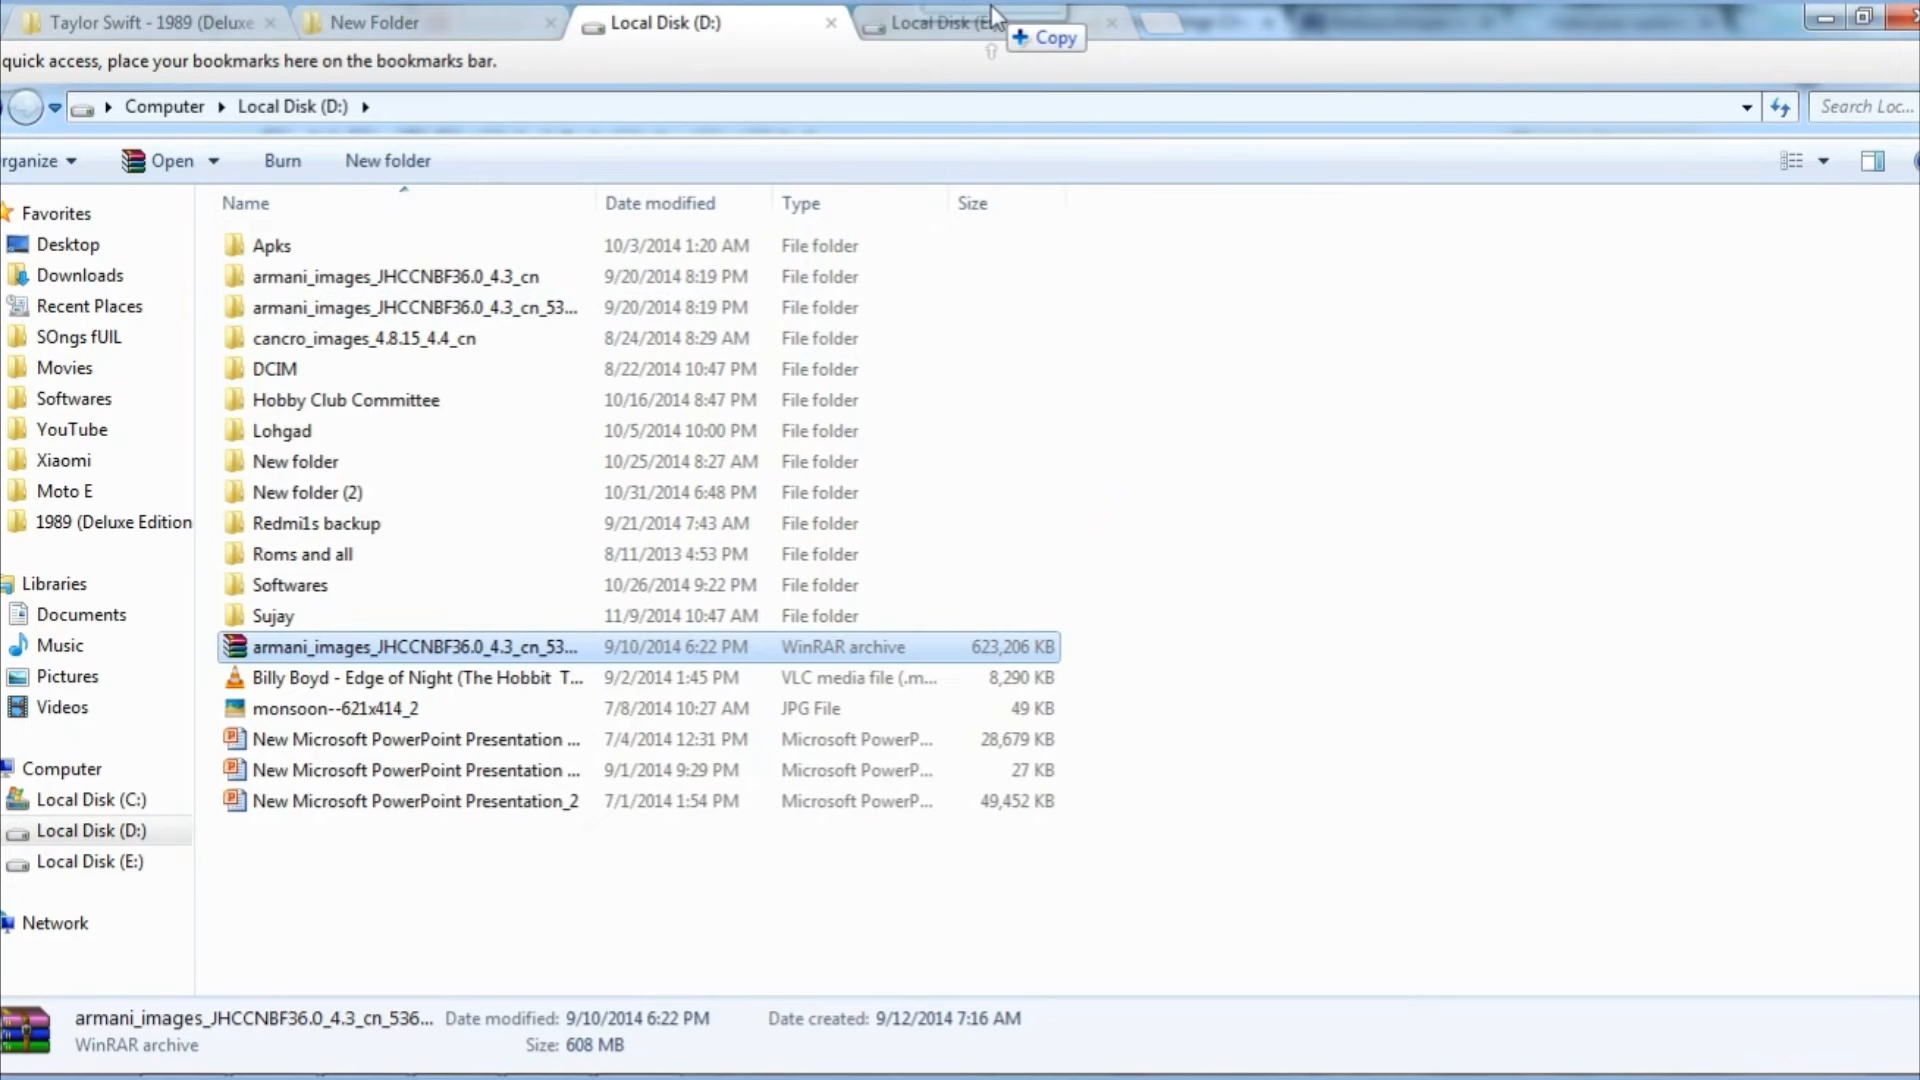 Taylor Swift - 1989 (Deluxe
New Folder
Local Disk (D:)
Local Disk (E:
Copy
quick access, place your bookmarks here on the bookmarks bar.
Computer
Local Disk (D:)
Search Loc...
rganize
Open
Burn
New folder
Name
Date modified
Type
Size
Favorites
Desktop
Downloads
Recent Places
SOngs fUIL
Movies
Softwares
YouTube
Xiaomi
Moto E
1989 (Deluxe Edition
Libraries
Documents
Music
Pictures
Videos
Computer
Local Disk (C:)
Local Disk (D:)
Local Disk (E:)
Network
Apks 10/3/2014 1:20 AM File folder
armani_images_JHCCNBF36.0_4.3_cn 9/20/2014 8:19 PM File folder
armani_images_JHCCNBF36.0_4.3_cn_53... 9/20/2014 8:19 PM File folder
cancro_images_4.8.15_4.4_cn 8/24/2014 8:29 AM File folder
DCIM 8/22/2014 10:47 PM File folder
Hobby Club Committee 10/16/2014 8:47 PM File folder
Lohgad 10/5/2014 10:00 PM File folder
New folder 10/25/2014 8:27 AM File folder
New folder (2) 10/31/2014 6:48 PM File folder
Redmi1s backup 9/21/2014 7:43 AM File folder
Roms and all 8/11/2013 4:53 PM File folder
Softwares 10/26/2014 9:22 PM File folder
Sujay 11/9/2014 10:47 AM File folder
armani_images_JHCCNBF36.0_4.3_cn_53... 9/10/2014 6:22 PM WinRAR archive 623,206 KB
Billy Boyd - Edge of Night (The Hobbit T... 9/2/2014 1:45 PM VLC media file (.m... 8,290 KB
monsoon--621x414_2 7/8/2014 10:27 AM JPG File 49 KB
New Microsoft PowerPoint Presentation ... 7/4/2014 12:31 PM Microsoft PowerP... 28,679 KB
New Microsoft PowerPoint Presentation ... 9/1/2014 9:29 PM Microsoft PowerP... 27 KB
New Microsoft PowerPoint Presentation_2 7/1/2014 1:54 PM Microsoft PowerP... 49,452 KB
armani_images_JHCCNBF36.0_4.3_cn_536... Date modified: 9/10/2014 6:22 PM Date created: 9/12/2014 7:16 AM
WinRAR archive Size: 608 MB